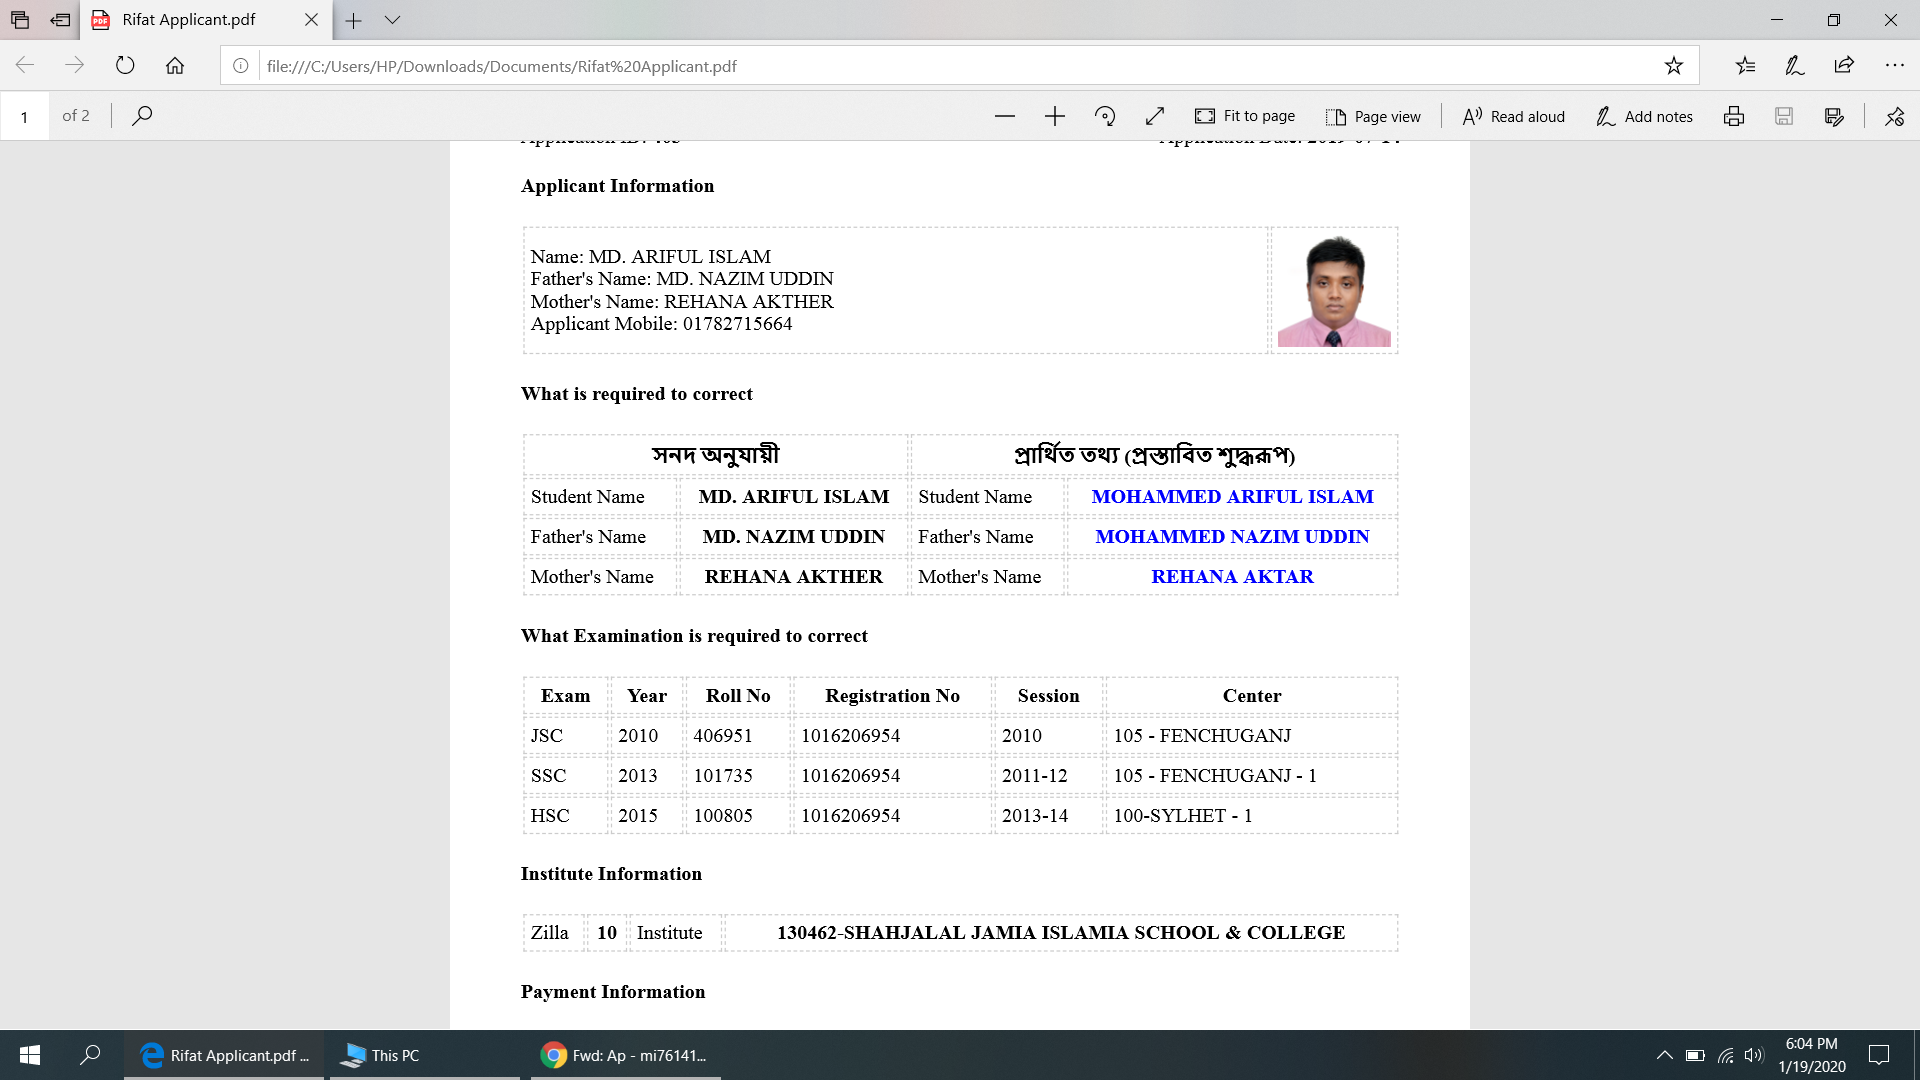 Rifat Applicant.pdf
file:///C:/Users/HP/Downloads/Documents/Rifat%20Applicant.pdf
1 of 2 Fit to page Page view Read aloud Add notes
Application ID: Application Date: 2019-07-14
Applicant Information
Name: MD. ARIFUL ISLAM
Father's Name: MD. NAZIM UDDIN
Mother's Name: REHANA AKTHER
Applicant Mobile: 01782715664
What is required to correct
সনদ অনুযায়ী প্রার্থিত তথ্য (প্রস্তাবিত শুদ্ধরূপ)
Student Name MD. ARIFUL ISLAM Student Name MOHAMMED ARIFUL ISLAM
Father's Name MD. NAZIM UDDIN Father's Name MOHAMMED NAZIM UDDIN
Mother's Name REHANA AKTHER Mother's Name REHANA AKTAR
What Examination is required to correct
Exam Year Roll No Registration No Session Center
JSC 2010 406951 1016206954 2010 105 - FENCHUGANJ
SSC 2013 101735 1016206954 2011-12 105 - FENCHUGANJ - 1
HSC 2015 100805 1016206954 2013-14 100-SYLHET - 1
Institute Information
Zilla 10 Institute 130462-SHAHJALAL JAMIA ISLAMIA SCHOOL & COLLEGE
Payment Information
Rifat Applicant.pdf ... This PC Fwd: Ap - mi76141... 6:04 PM
1/19/2020